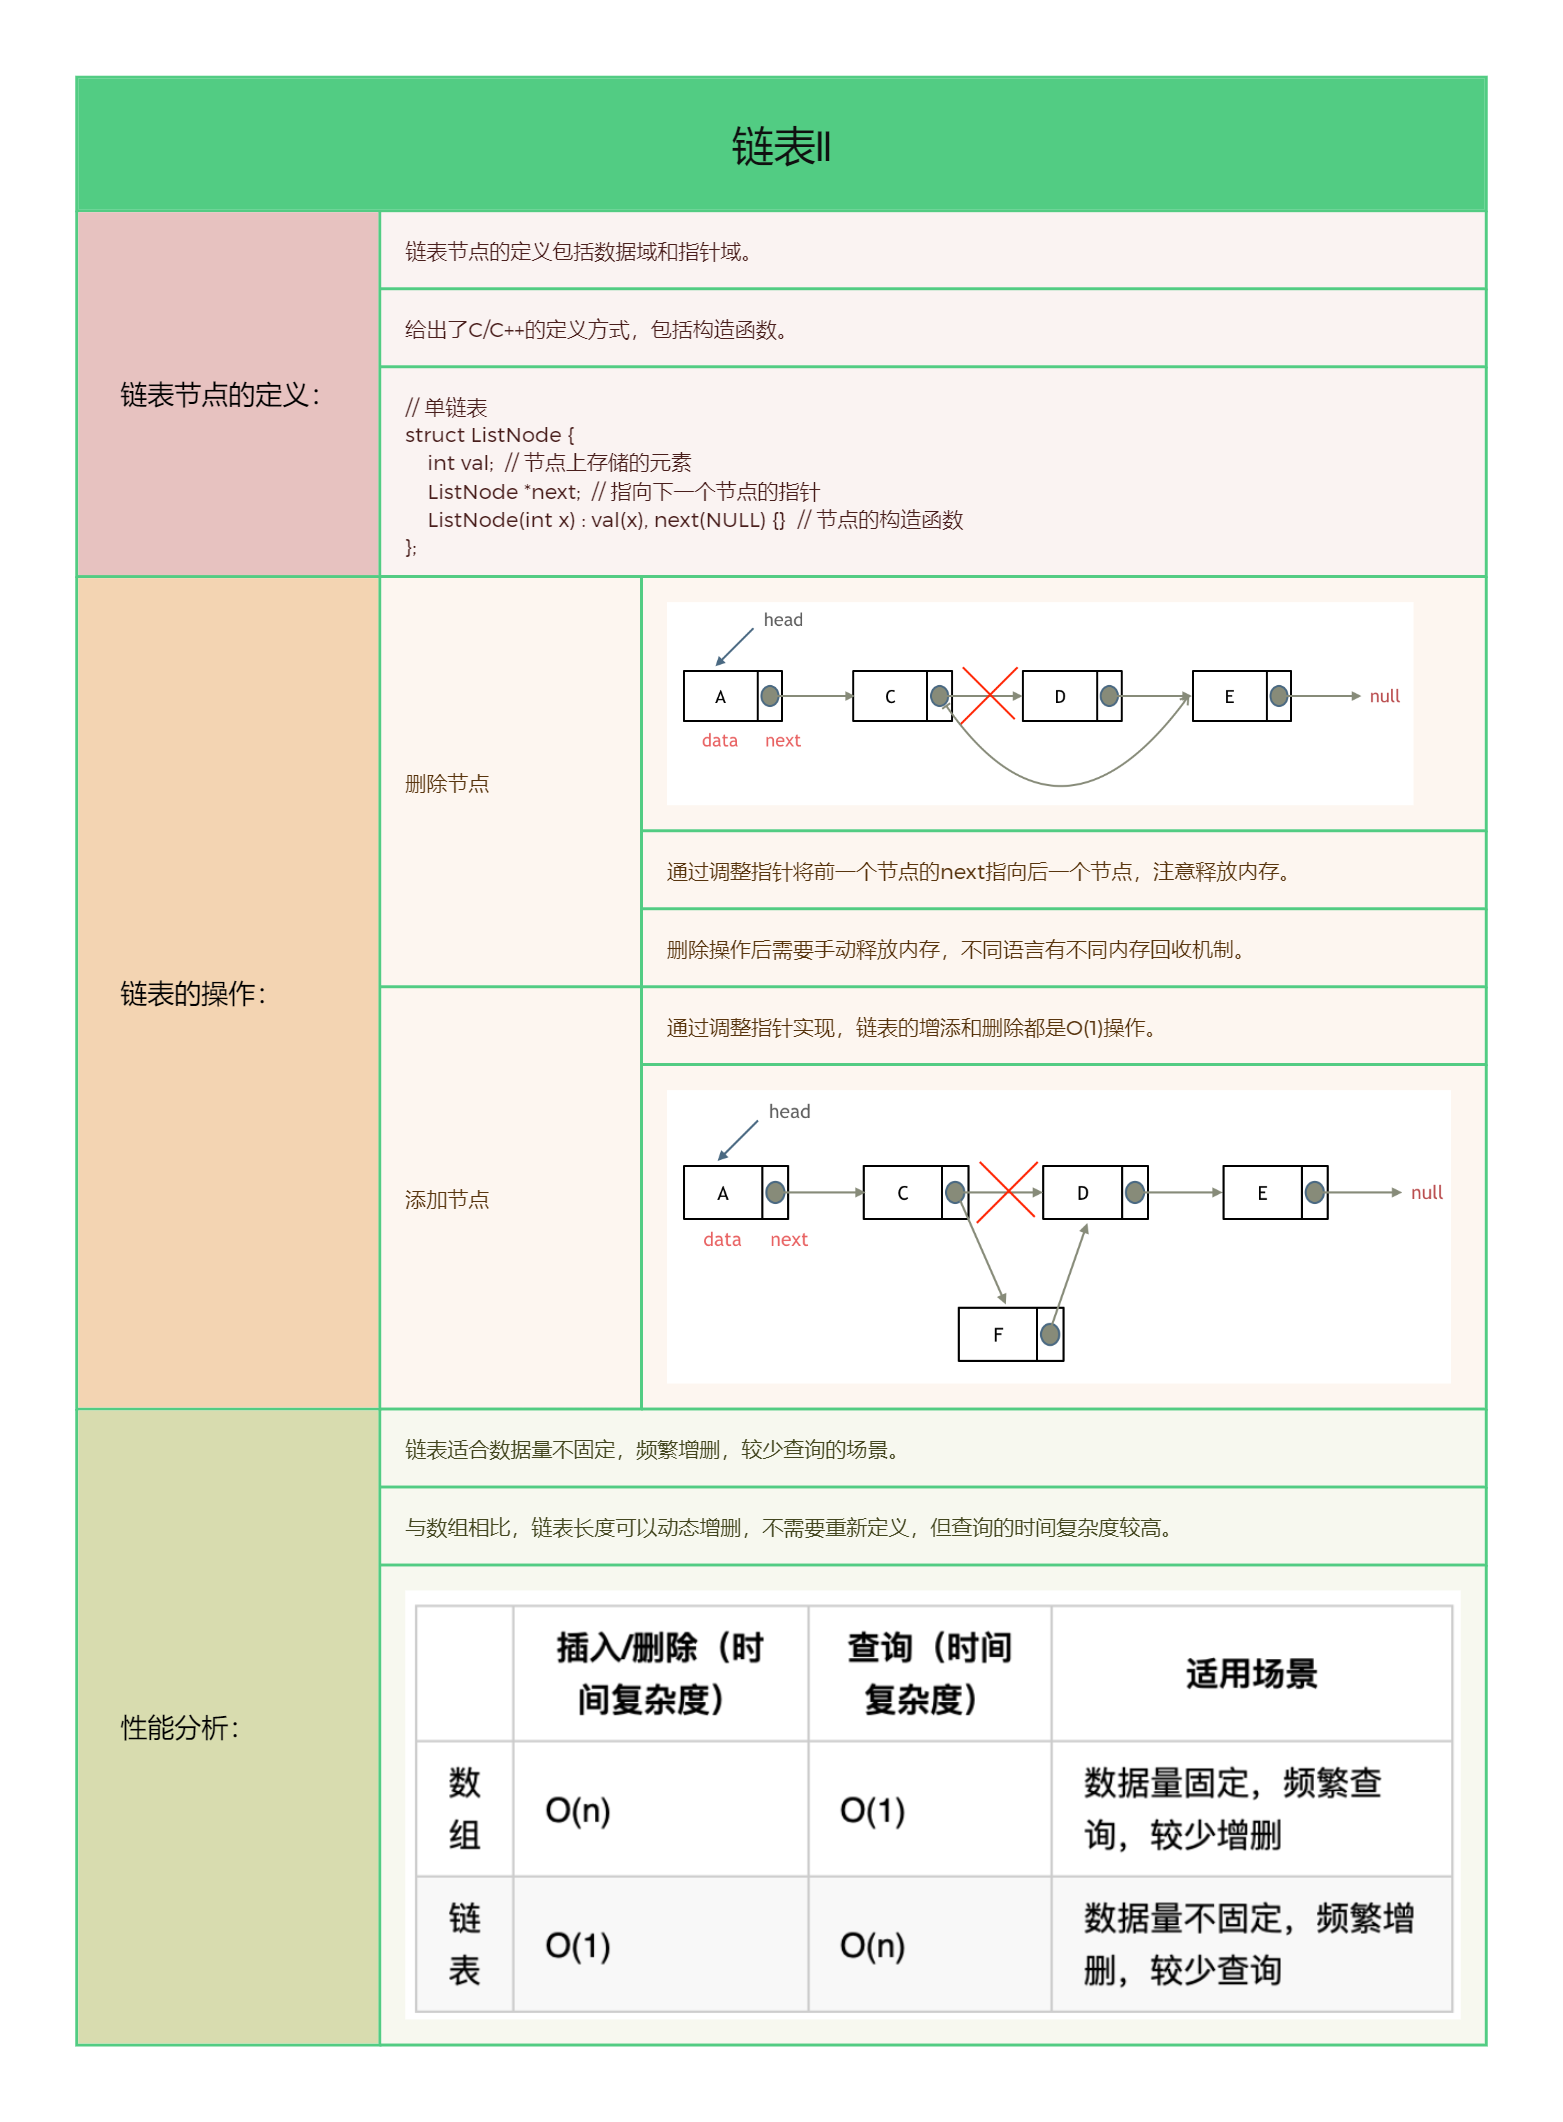 链表II
链表节点的定义：
链表节点的定义包括数据域和指针域。
给出了C/C++的定义方式，包括构造函数。
// 单链表
struct ListNode {
    int val;  // 节点上存储的元素
    ListNode *next;  // 指向下一个节点的指针
    ListNode(int x) : val(x), next(NULL) {}  // 节点的构造函数
};
链表的操作：
删除节点
head
A C D E null
data next
通过调整指针将前一个节点的next指向后一个节点，注意释放内存。
删除操作后需要手动释放内存，不同语言有不同内存回收机制。
添加节点
通过调整指针实现，链表的增添和删除都是O(1)操作。
head
A C D E null
data next
F
性能分析：
链表适合数据量不固定，频繁增删，较少查询的场景。
与数组相比，链表长度可以动态增删，不需要重新定义，但查询的时间复杂度较高。
插入/删除（时
间复杂度）
查询（时间
复杂度）
适用场景
数
组
O(n)
O(1)
数据量固定，频繁查
询，较少增删
链
表
O(1)
O(n)
数据量不固定，频繁增
删，较少查询